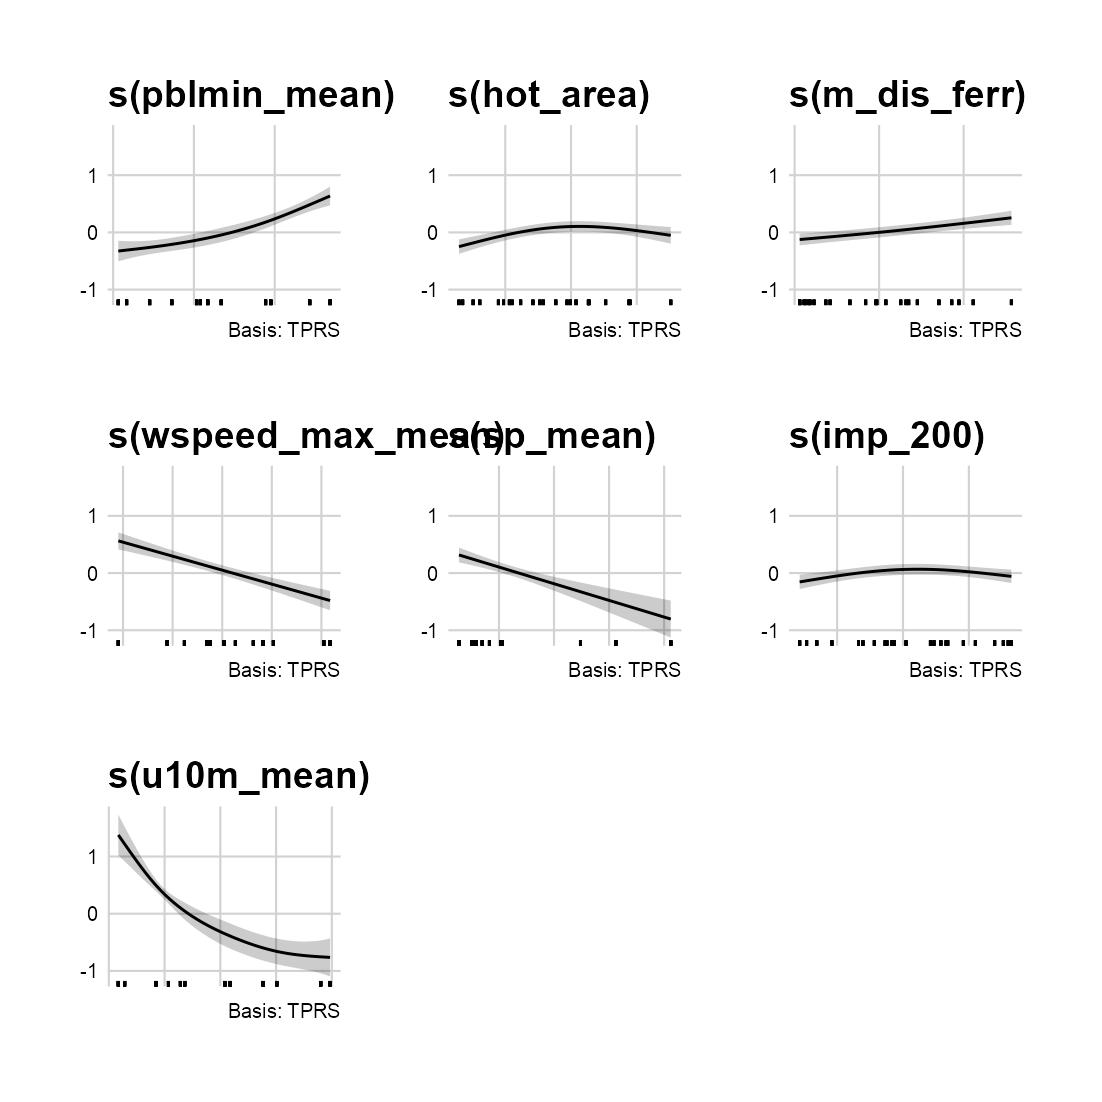 s(pblmin_mean)
s(hot_area)
s(m_dis_ferr)
1
0
-1
1
0
-1
1
0
-1
Basis: TPRS
Basis: TPRS
Basis: TPRS
s(wspeed_max_mean)
s(sp_mean)
s(imp_200)
1
0
-1
1
0
-1
1
0
-1
Basis: TPRS
Basis: TPRS
Basis: TPRS
s(u10m_mean)
1
0
-1
Basis: TPRS